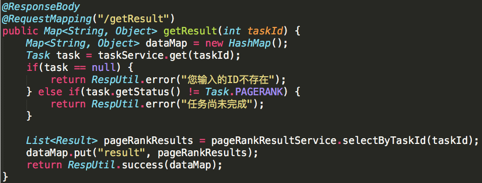 @ResponseBody
@RequestMapping("/getResult")
public Map<String, Object> getResult(int taskId) {
    Map<String, Object> dataMap = new HashMap();
    Task task = taskService.get(taskId);
    if(task == null) {
        return RespUtil.error("您输入的ID不存在");
    } else if(task.getStatus() != Task.PAGERANK) {
        return RespUtil.error("任务尚未完成");
    }

    List<Result> pageRankResults = pageRankResultService.selectByTaskId(taskId);
    dataMap.put("result", pageRankResults);
    return RespUtil.success(dataMap);
}